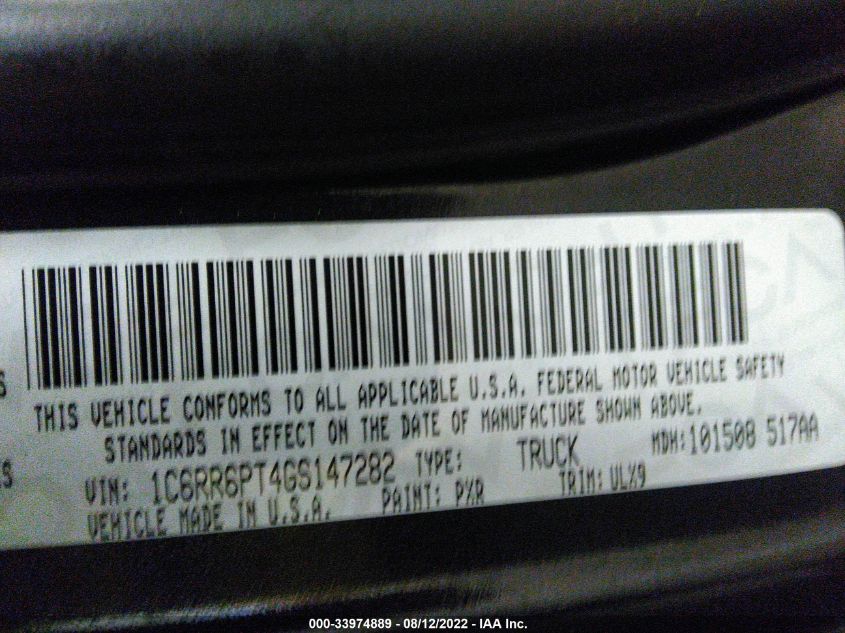 THIS VEHICLE CONFORMS TO ALL APPLICABLE U.S.A. FEDERAL MOTOR VEHICLE SAFETY
STANDARDS IN EFFECT ON THE DATE OF MANUFACTURE SHOWN ABOVE.
VIN: 1C6RR6PT4GS147282 TYPE: TRUCK MDH:101508 517AA
VEHICLE MADE IN U.S.A. PAINT: PXR TRIM: ULX9
000-33974889 - 08/12/2022 - IAA Inc.